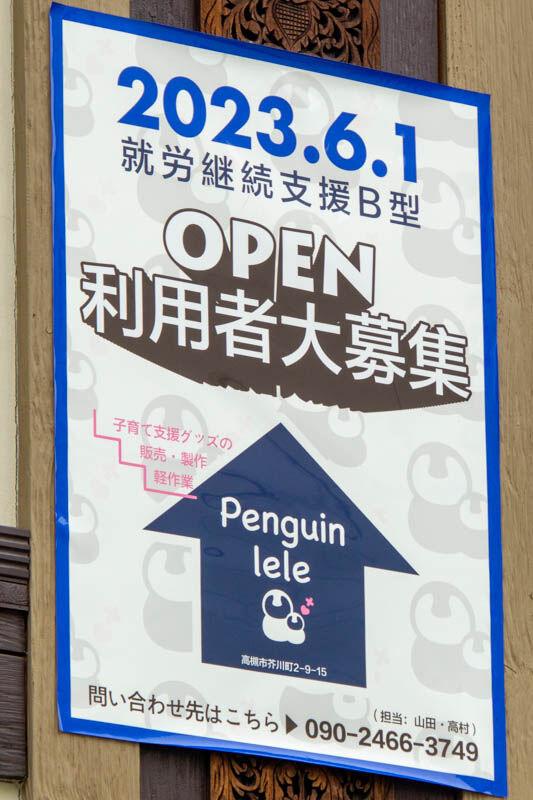 2023.6.1
就労継続支援B型
OPEN
利用者大募集
子育て支援グッズの
販売・製作
軽作業
Penguin
lele
高槻市芥川町2-9-15
(担当:山田・高村)
問い合わせ先はこちら▶090-2466-3749